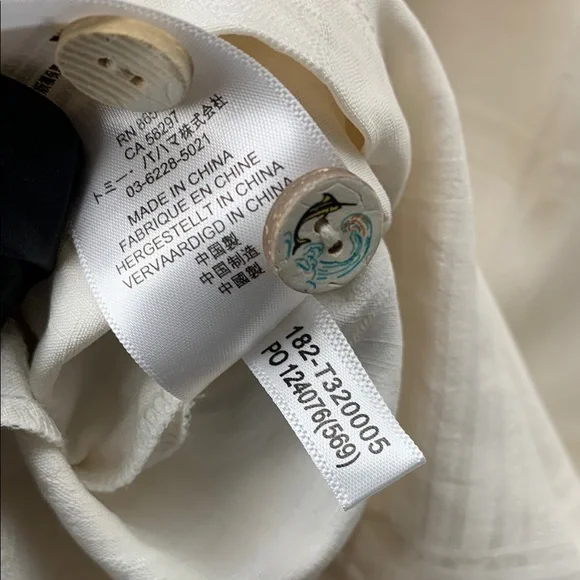 RN 86
CA 58297
トミー・バハマ株式会社
03-6228-5021
MADE IN CHINA
FABRIQUE EN CHINE
HERGESTELLT IN CHINA
VERVAARDIGD IN CHINA
中国製
中国制造
中國製
182-T320005
PO 124076(569)